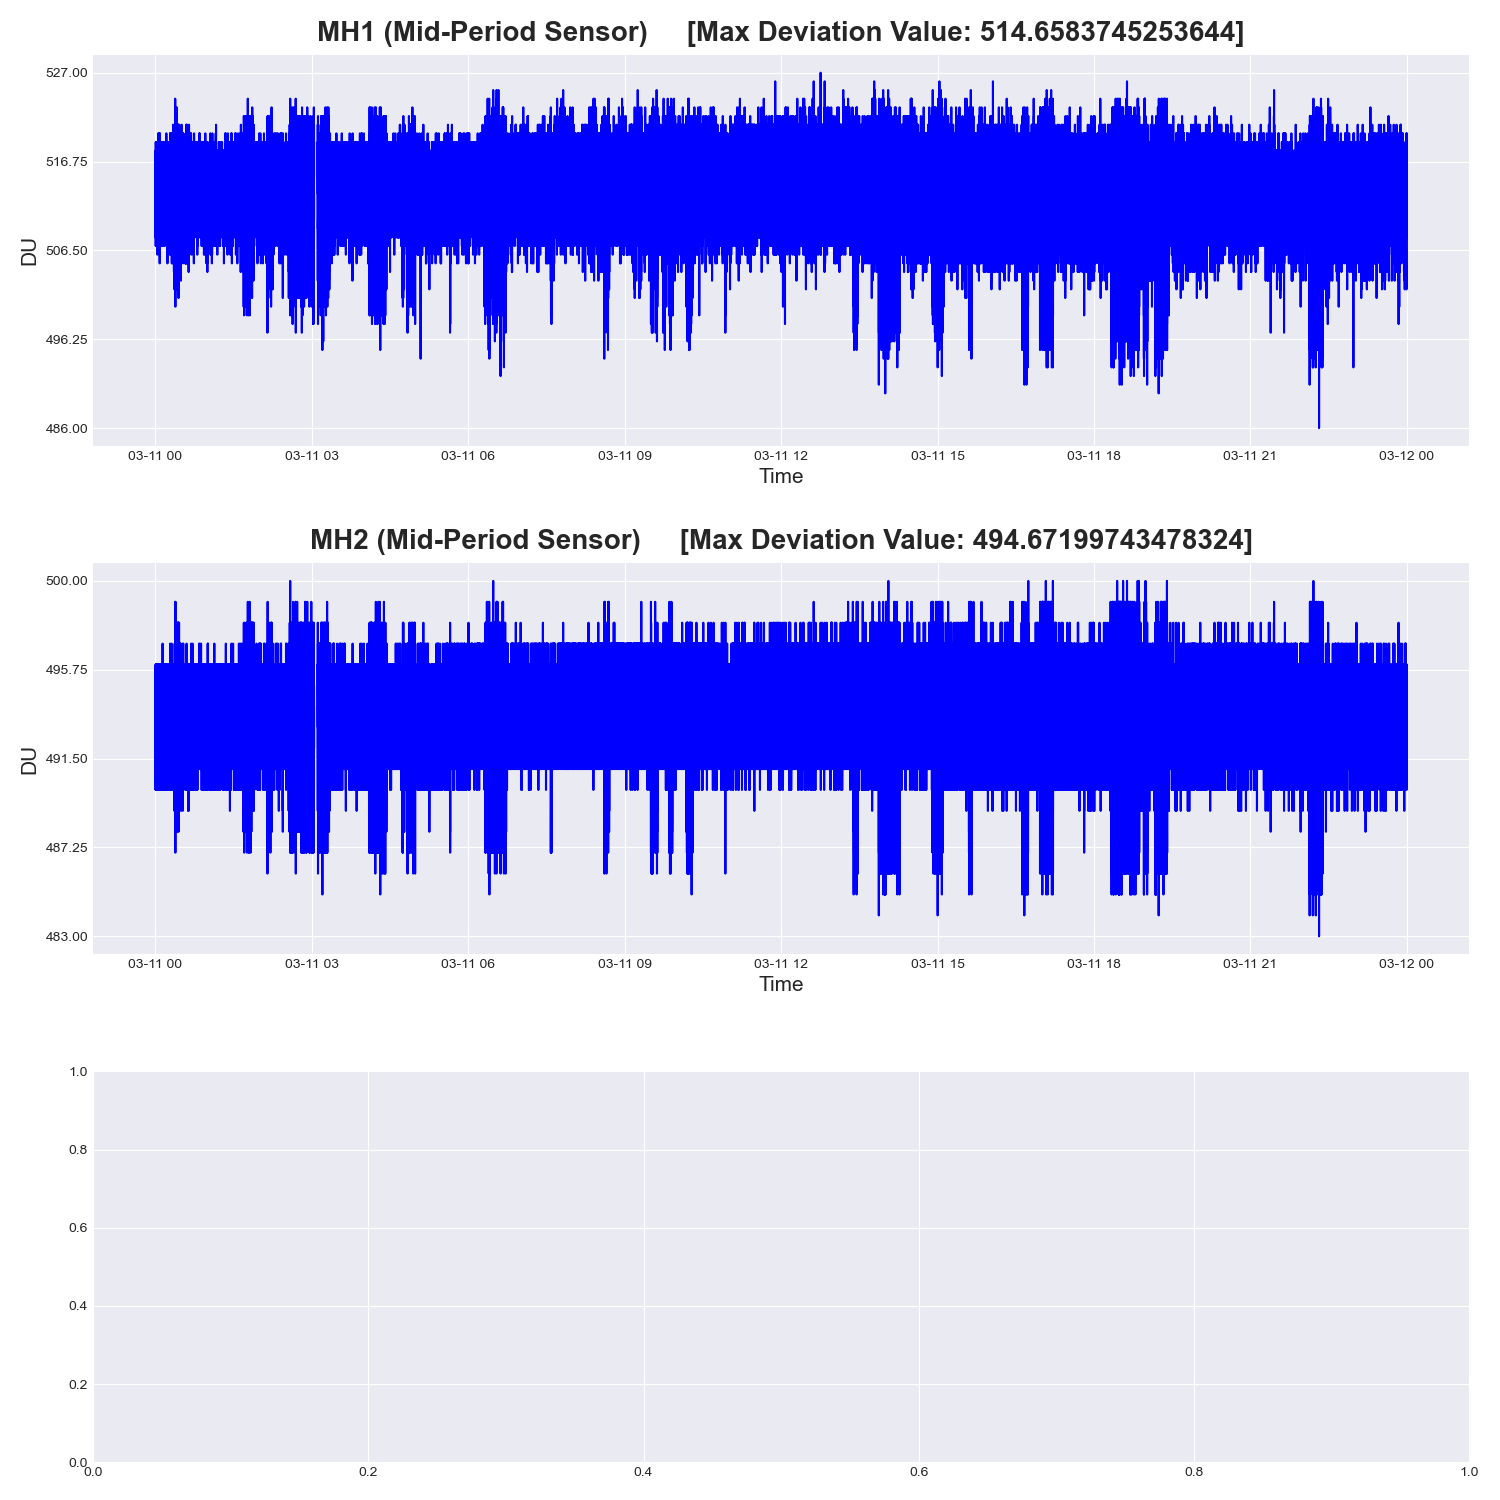 MH1 (Mid-Period Sensor) [Max Deviation Value: 514.6583745253644]
527.00
516.75
506.50
496.25
486.00
DU
03-11 00 03-11 03 03-11 06 03-11 09 03-11 12 03-11 15 03-11 18 03-11 21 03-12 00
Time
MH2 (Mid-Period Sensor) [Max Deviation Value: 494.67199743478324]
500.00
495.75
491.50
487.25
483.00
DU
03-11 00 03-11 03 03-11 06 03-11 09 03-11 12 03-11 15 03-11 18 03-11 21 03-12 00
Time
1.0
0.8
0.6
0.4
0.2
0.0
0.0 0.2 0.4 0.6 0.8 1.0